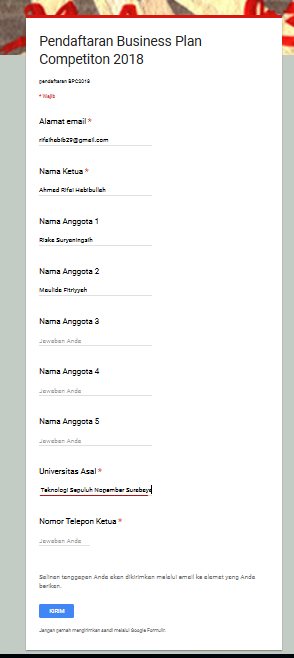 Pendaftaran Business Plan
Competiton 2018
pendaftaran BPC2018
* Wajib
Alamat email *
rifeihabib29@gmail.com
Nama Ketua *
Ahmad Rifei Habibullah
Nama Anggota 1
Riska Suryaningsih
Nama Anggota 2
Maulida Fitriyyah
Nama Anggota 3
Jawaban Anda
Nama Anggota 4
Jawaban Anda
Nama Anggota 5
Jawaban Anda
Universitas Asal *
Teknologi Sepuluh Nopember Surabaya
Nomor Telepon Ketua *
Jawaban Anda
Salinan tanggapan Anda akan dikirimkan melalui email ke alamat yang Anda
berikan.
KIRIM
Jangan pernah mengirimkan sandi melalui Google Formulir.